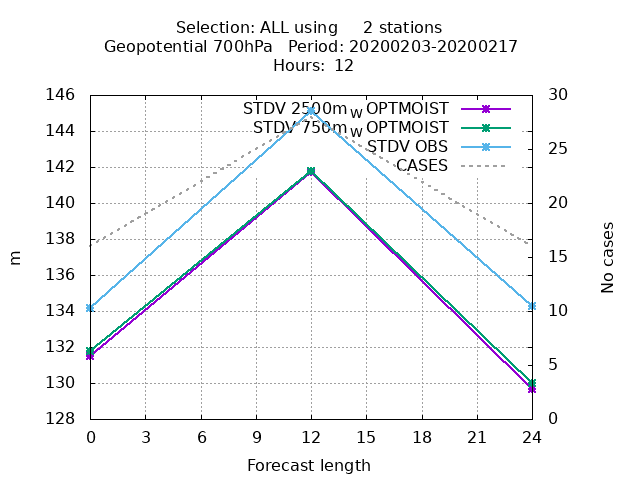 Selection: ALL using     2 stations
Geopotential 700hPa   Period: 20200203-20200217
Hours: 12
146
144
142
140
138
136
134
132
130
128
m
30
25
20
15
10
5
0
No cases
STDV 2500m_W OPTMOIST
STDV 750m_W OPTMOIST
STDV OBS
CASES
0 3 6 9 12 15 18 21 24
Forecast length